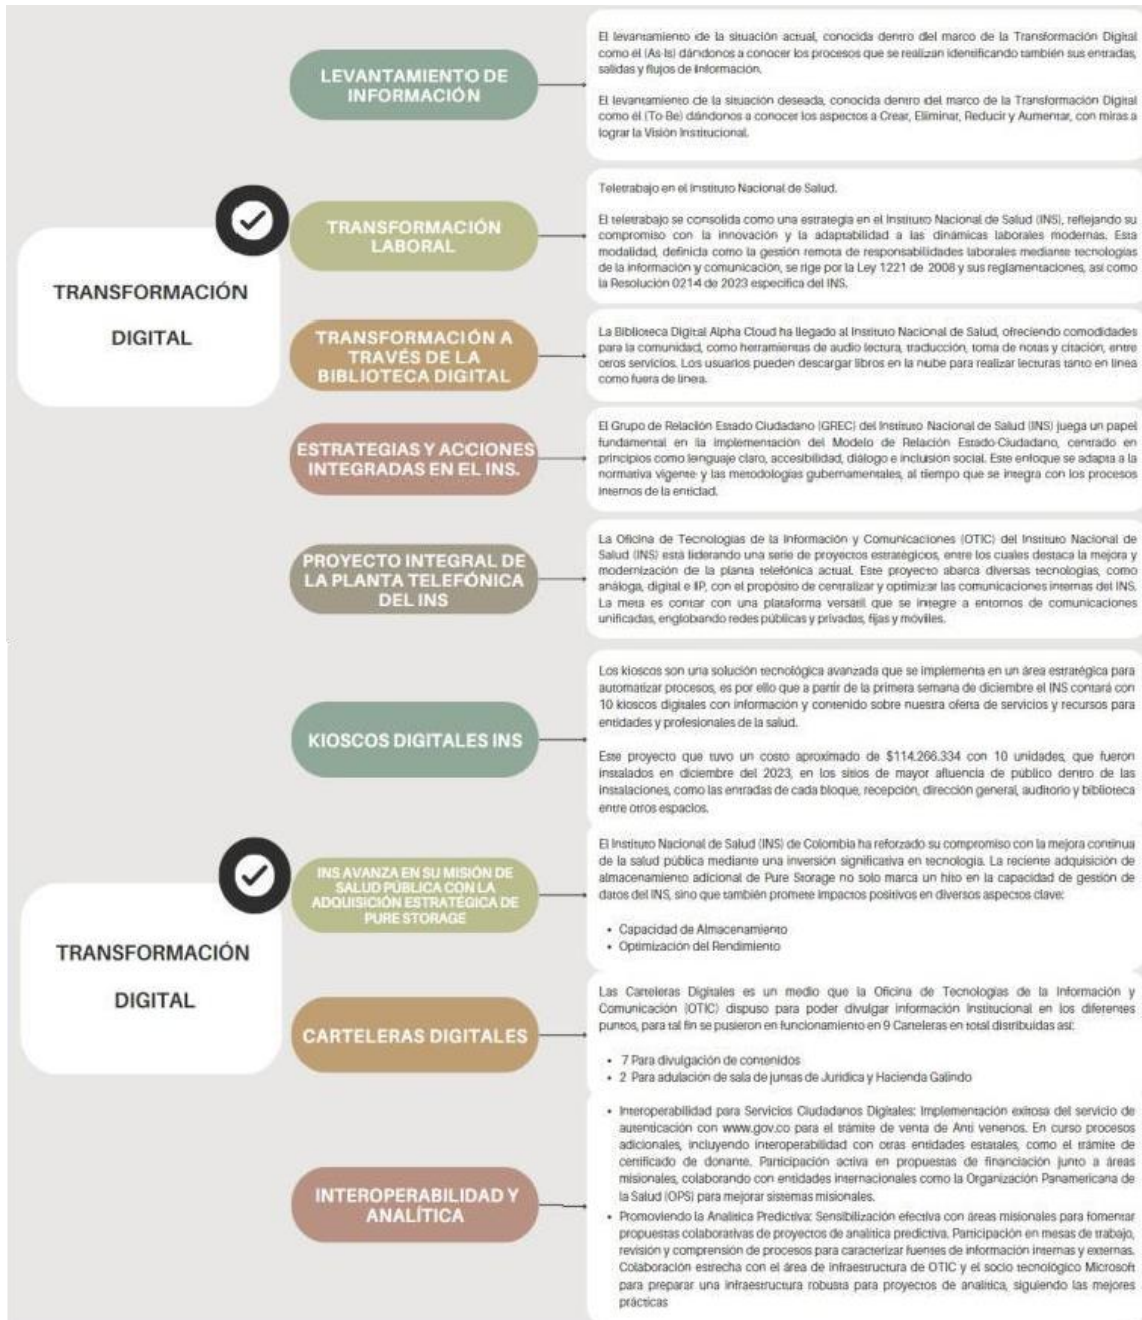 LEVANTAMIENTO DE
INFORMACIÓN
El levantamiento de la situación actual, conocida dentro del marco de la Transformación Digital
como el (As-Is) dándonos a conocer los procesos que se realizan identificando también sus entradas,
salidas y flujos de información.
El levantamiento de la situación deseada, conocida dentro del marco de la Transformación Digital
como el (To-Be) dándonos a conocer los aspectos a Crear, Eliminar, Reducir y Aumentar, con miras a
lograr la Visión Institucional.
TRANSFORMACIÓN
DIGITAL
TRANSFORMACIÓN
LABORAL
Teletrabajo en el Instituto Nacional de Salud.
El teletrabajo se consolida como una estrategia en el Instituto Nacional de Salud (INS), reflejando su
compromiso con la innovación y la adaptabilidad a las dinámicas laborales modernas. Esta
modalidad, definida como la gestión remota de responsabilidades laborales mediante tecnologías
de la información y comunicación, se rige por la Ley 1221 de 2008 y sus reglamentaciones, así como
la Resolución 0214 de 2023 específica del INS.
TRANSFORMACIÓN A
TRAVÉS DE LA
BIBLIOTECA DIGITAL
La Biblioteca Digital Alpha Cloud ha llegado al Instituto Nacional de Salud, ofreciendo comodidades
para la comunidad, como herramientas de audio lectura, traducción, toma de notas y citación, entre
otros servicios. Los usuarios pueden descargar libros en la nube para realizar lecturas tanto en línea
como fuera de línea.
ESTRATEGIAS Y ACCIONES
INTEGRADAS EN EL INS.
El Grupo de Relación Estado Ciudadano (GREC) del Instituto Nacional de Salud (INS) juega un papel
fundamental en la implementación del Modelo de Relación Estado-Ciudadano, centrado en
principios como lenguaje claro, accesibilidad, diálogo e inclusión social. Este enfoque se adapta a la
normativa vigente y las metodologías gubernamentales, al tiempo que se integra con los procesos
internos de la entidad.
PROYECTO INTEGRAL DE
LA PLANTA TELEFÓNICA
DEL INS
La Oficina de Tecnologías de la Información y Comunicaciones (OTIC) del Instituto Nacional de
Salud (INS) está liderando una serie de proyectos estratégicos, entre los cuales destaca la mejora y
modernización de la planta telefónica actual. Este proyecto abarca diversas tecnologías, como
análoga, digital e IP, con el propósito de centralizar y optimizar las comunicaciones internas del INS.
La meta es contar con una plataforma versátil que se integre a entornos de comunicaciones
unificadas, englobando redes públicas y privadas, fijas y móviles.
KIOSCOS DIGITALES INS
Los kioscos son una solución tecnológica avanzada que se implementa en un área estratégica para
automatizar procesos, es por ello que a partir de la primera semana de diciembre el INS contará con
10 kioscos digitales con información y contenido sobre nuestra oferta de servicios y recursos para
entidades y profesionales de la salud.
Este proyecto que tuvo un costo aproximado de $114.266.334 con 10 unidades, que fueron
instalados en diciembre del 2023, en los sitios de mayor afluencia de público dentro de las
instalaciones, como las entradas de cada bloque, recepción, dirección general, auditorio y biblioteca
entre otros espacios.
TRANSFORMACIÓN
DIGITAL
INS AVANZA EN SU MISIÓN DE
SALUD PÚBLICA CON LA
ADQUISICIÓN ESTRATÉGICA DE
PURE STORAGE
El Instituto Nacional de Salud (INS) de Colombia ha reforzado su compromiso con la mejora continua
de la salud pública mediante una inversión significativa en tecnología. La reciente adquisición de
almacenamiento adicional de Pure Storage no solo marca un hito en la capacidad de gestión de
datos del INS, sino que también promete impactos positivos en diversos aspectos clave:
• Capacidad de Almacenamiento
• Optimización del Rendimiento
CARTELERAS DIGITALES
Las Carteleras Digitales es un medio que la Oficina de Tecnologías de la Información y
Comunicación (OTIC) dispuso para poder divulgar información Institucional en los diferentes
puntos, para tal fin se pusieron en funcionamiento en 9 Carteleras en total distribuidas así:
• 7 Para divulgación de contenidos
• 2 Para adulación de sala de juntas de Jurídica y Hacienda Galindo
INTEROPERABILIDAD Y
ANALÍTICA
• Interoperabilidad para Servicios Ciudadanos Digitales: Implementación exitosa del servicio de
autenticación con www.gov.co para el trámite de venta de Anti venenos. En curso procesos
adicionales, incluyendo interoperabilidad con otras entidades estatales, como el trámite de
certificado de donante. Participación activa en propuestas de financiación junto a áreas
misionales, colaborando con entidades internacionales como la Organización Panamericana de
la Salud (OPS) para mejorar sistemas misionales.
• Promoviendo la Analítica Predictiva: Sensibilización efectiva con áreas misionales para fomentar
propuestas colaborativas de proyectos de analítica predictiva. Participación en mesas de trabajo,
revisión y comprensión de procesos para caracterizar fuentes de información internas y externas.
Colaboración estrecha con el área de infraestructura de OTIC y el socio tecnológico Microsoft
para preparar una infraestructura robusta para proyectos de analítica, siguiendo las mejores
prácticas